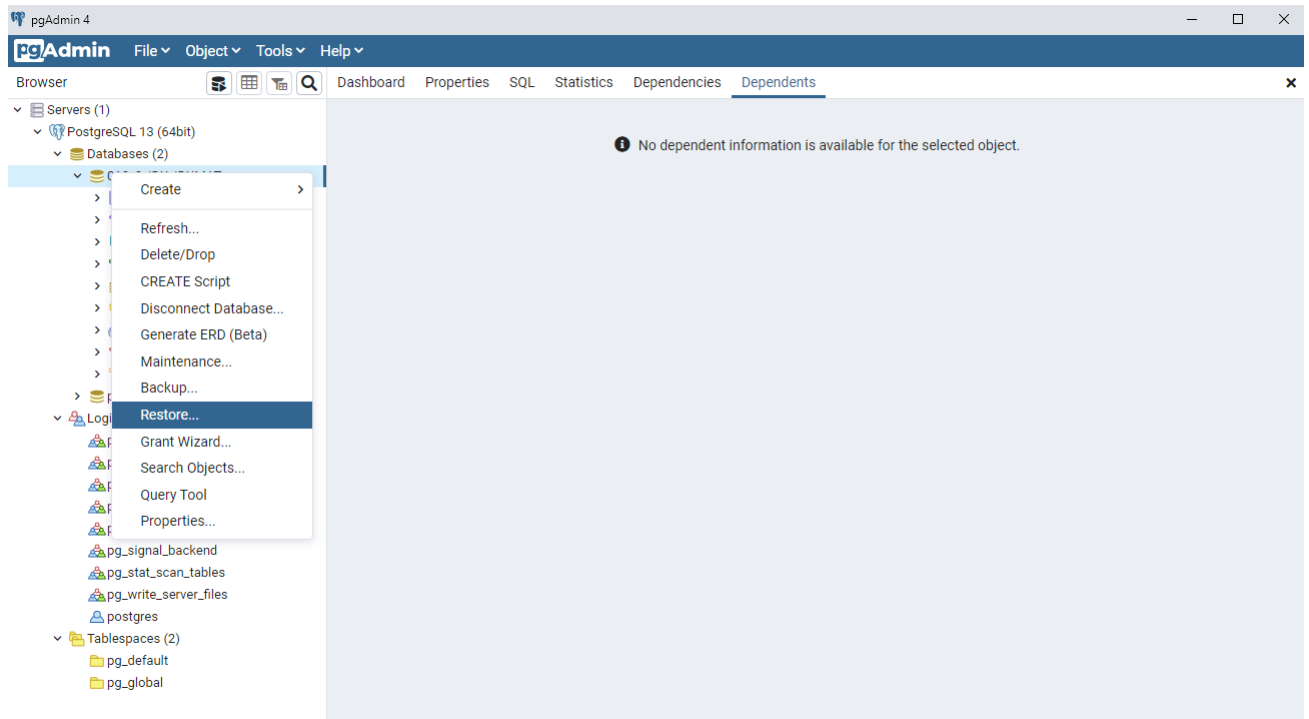 pgAdmin 4
pgAdmin File Object Tools Help
Browser
Dashboard Properties SQL Statistics Dependencies Dependents
Servers (1)
PostgreSQL 13 (64bit)
Databases (2)
Logi
pg_signal_backend
pg_stat_scan_tables
pg_write_server_files
postgres
Tablespaces (2)
pg_default
pg_global
Create
Refresh...
Delete/Drop
CREATE Script
Disconnect Database...
Generate ERD (Beta)
Maintenance...
Backup...
Restore...
Grant Wizard...
Search Objects...
Query Tool
Properties...
No dependent information is available for the selected object.